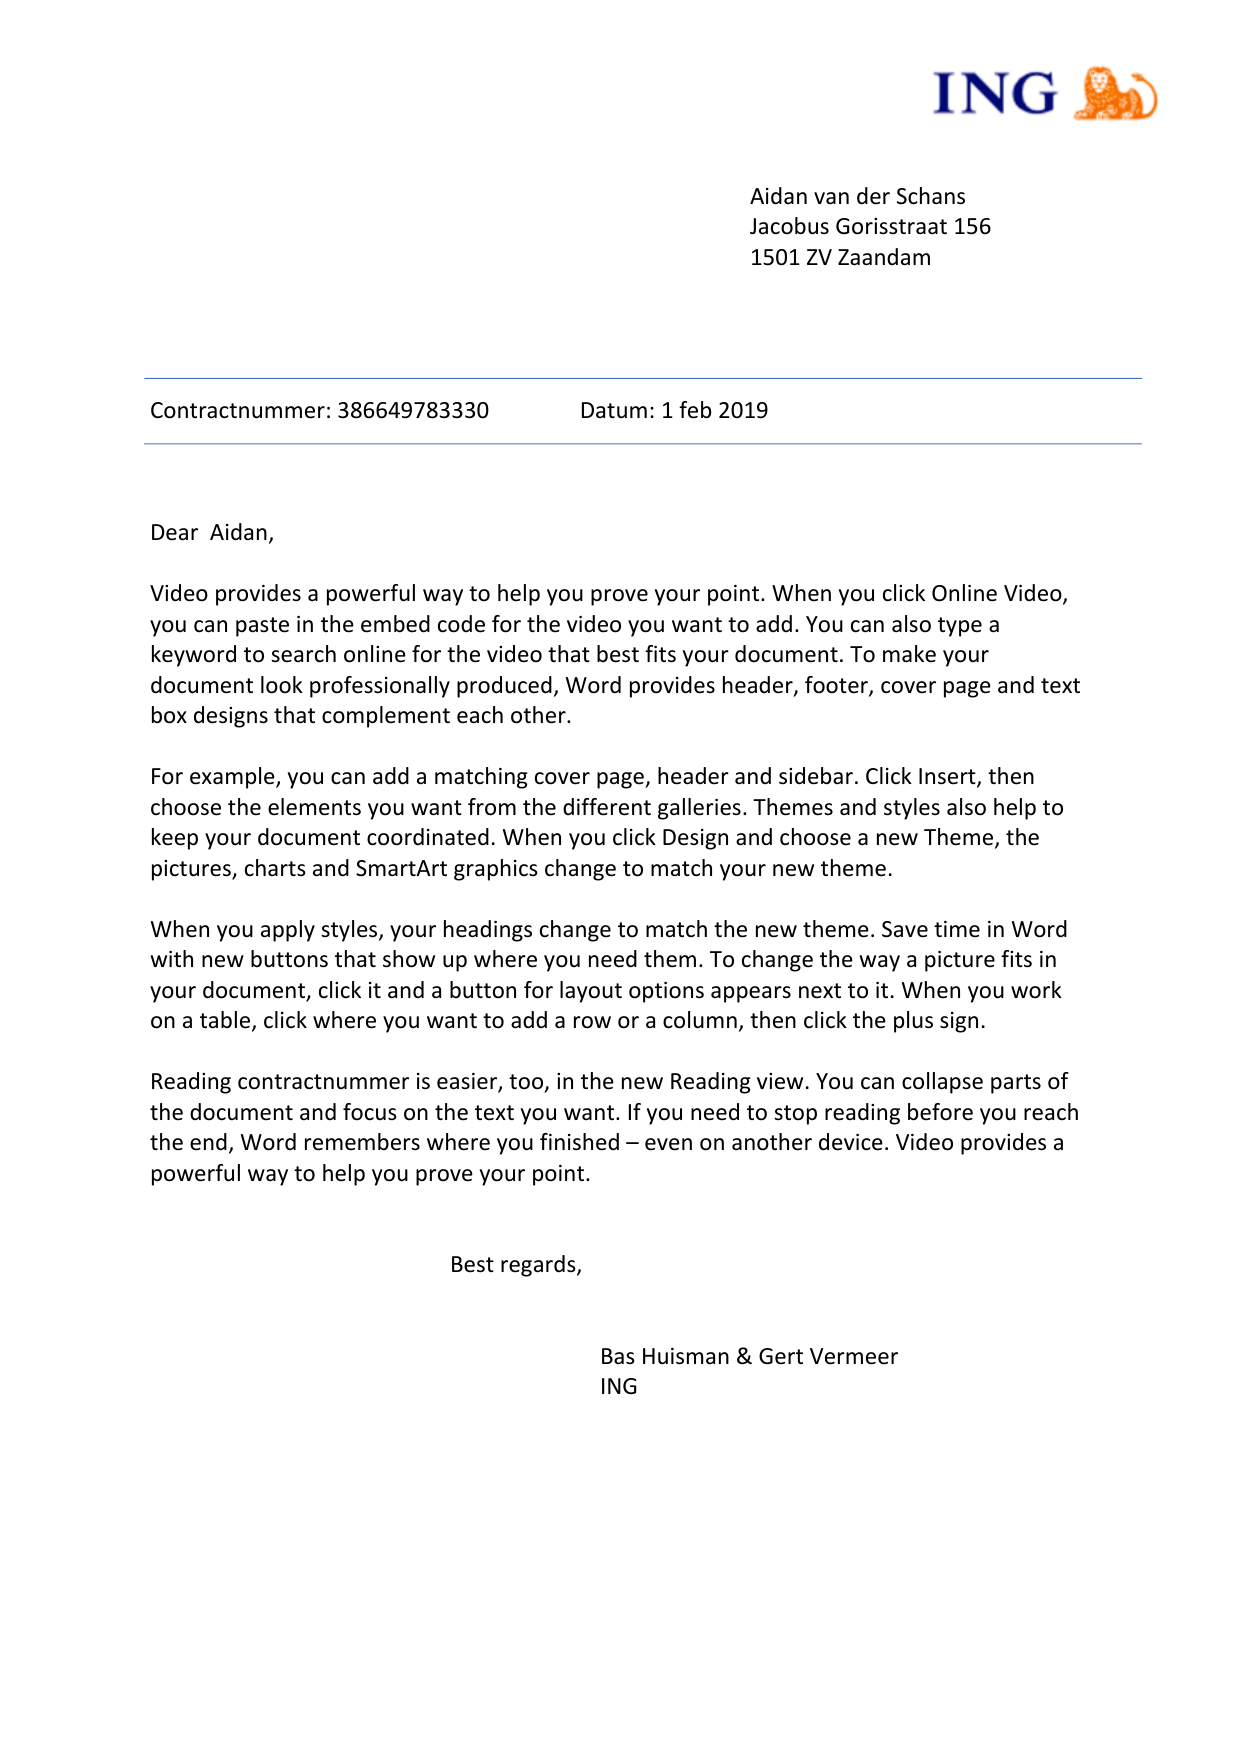 ING
Aidan van der Schans
Jacobus Gorisstraat 156
1501 ZV Zaandam
Contractnummer: 386649783330 Datum: 1 feb 2019
Dear  Aidan,
Video provides a powerful way to help you prove your point. When you click Online Video,
you can paste in the embed code for the video you want to add. You can also type a
keyword to search online for the video that best fits your document. To make your
document look professionally produced, Word provides header, footer, cover page and text
box designs that complement each other.
For example, you can add a matching cover page, header and sidebar. Click Insert, then
choose the elements you want from the different galleries. Themes and styles also help to
keep your document coordinated. When you click Design and choose a new Theme, the
pictures, charts and SmartArt graphics change to match your new theme.
When you apply styles, your headings change to match the new theme. Save time in Word
with new buttons that show up where you need them. To change the way a picture fits in
your document, click it and a button for layout options appears next to it. When you work
on a table, click where you want to add a row or a column, then click the plus sign.
Reading contractnummer is easier, too, in the new Reading view. You can collapse parts of
the document and focus on the text you want. If you need to stop reading before you reach
the end, Word remembers where you finished – even on another device. Video provides a
powerful way to help you prove your point.
Best regards,
Bas Huisman & Gert Vermeer
ING